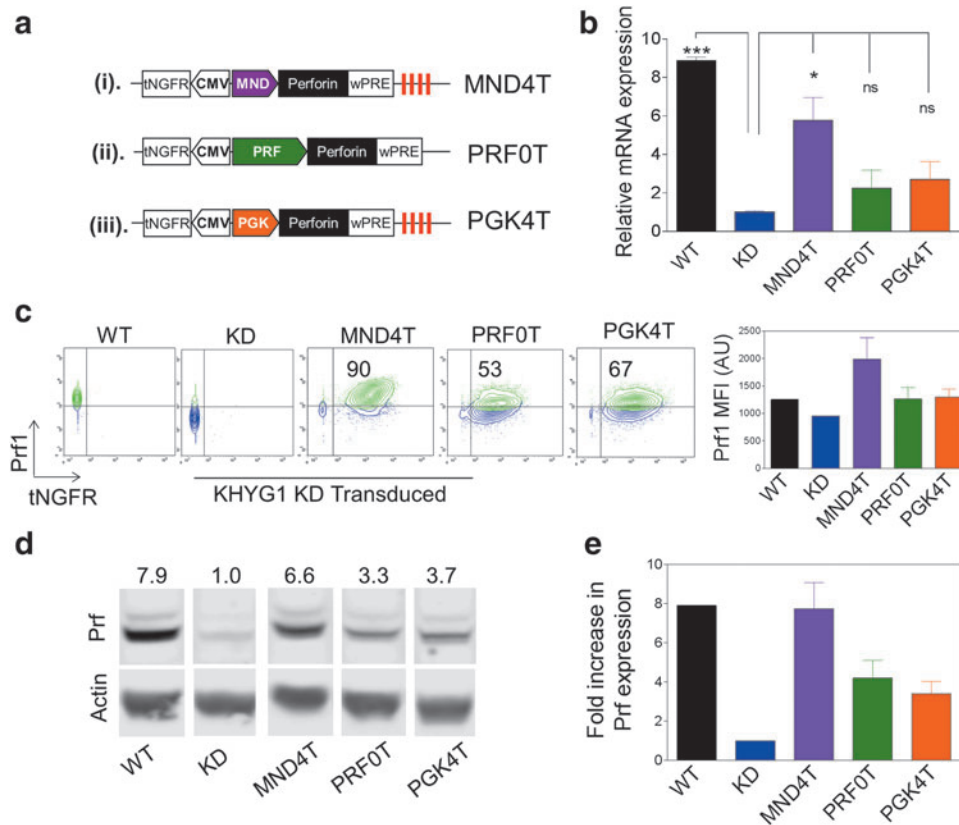 a
(i). tNGFR CMV MND Perforin wPRE MND4T
(ii). tNGFR CMV PRF Perforin wPRE PRF0T
(iii). tNGFR CMV PGK Perforin wPRE PGK4T
b
Relative mRNA expression
10
8
6
4
2
0
*** * ns ns
WT KD MND4T PRF0T PGK4T
c
WT KD MND4T PRF0T PGK4T
90 53 67
Prf1
tNGFR
KHYG1 KD Transduced
Prf1 MFI (AU)
2500
2000
1500
1000
500
0
WT KD MND4T PRF0T PGK4T
d
7.9 1.0 6.6 3.3 3.7
Prf
Actin
WT KD MND4T PRF0T PGK4T
e
Fold increase in
Prf expression
8
6
4
2
0
WT KD MND4T PRF0T PGK4T